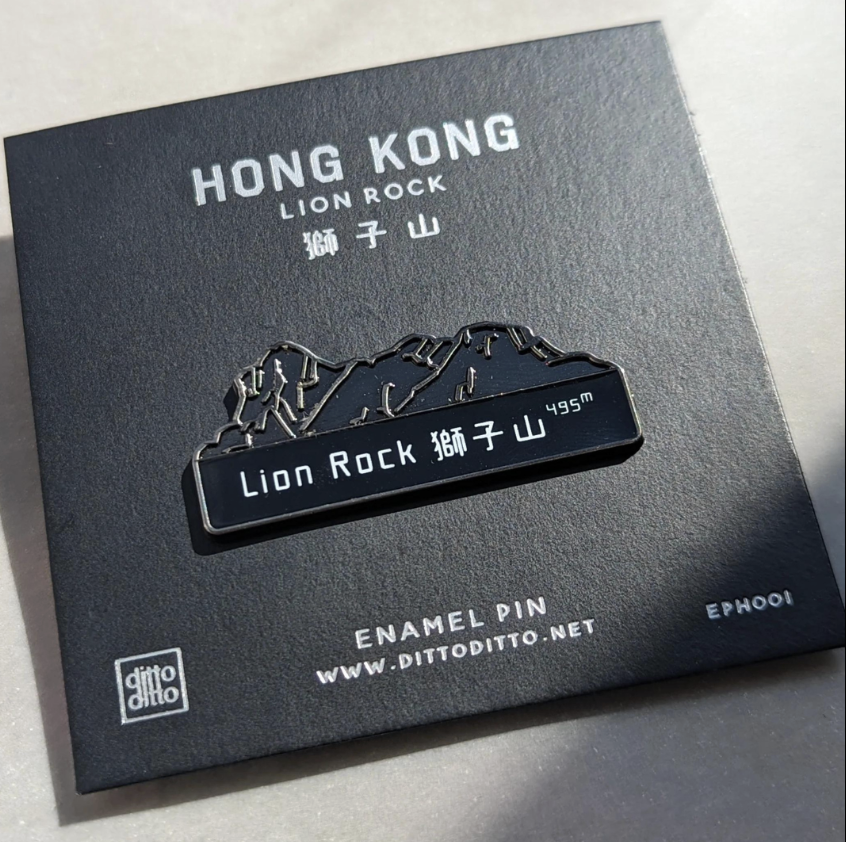 HONG KONG
LION ROCK
獅子山
Lion Rock 獅子山 495m
ENAMEL PIN
WWW.DITTODITTO.NET
EPH001
ditto
ditto